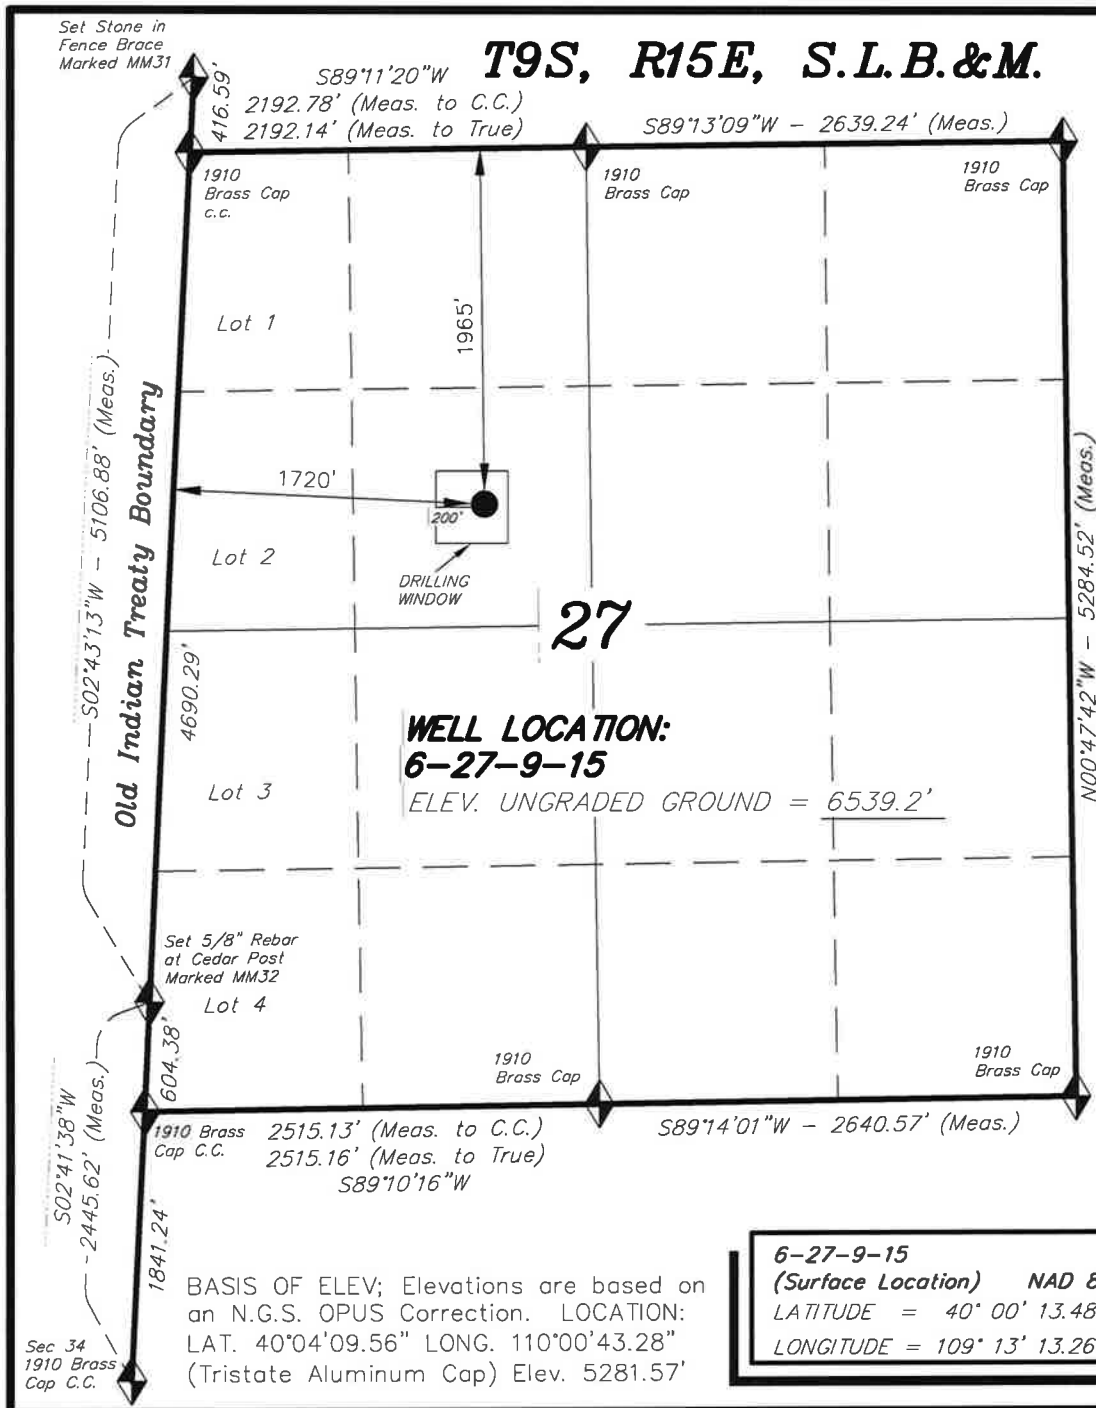 Set Stone in
Fence Brace
Marked MM31
T9S, R15E, S.L.B.&M.
416.59'
S89°11'20"W
2192.78' (Meas. to C.C.)
2192.14' (Meas. to True)
S89°13'09"W - 2639.24' (Meas.)
1910
Brass Cap
C.C.
1910
Brass Cap
1910
Brass Cap
Lot 1
1965'
S02°43'13"W - 5106.88' (Meas.)
Old Indian Treaty Boundary
1720'
200'
Lot 2
DRILLING
WINDOW
N00°47'42"W - 5284.52' (Meas.)
27
4690.29'
WELL LOCATION:
6-27-9-15
ELEV. UNGRADED GROUND = 6539.2'
Lot 3
Set 5/8" Rebar
at Cedar Post
Marked MM32
Lot 4
604.38'
S02°41'38"W
2445.62' (Meas.)
1910
Brass Cap
1910
Brass Cap
1910 Brass
Cap C.C.
2515.13' (Meas. to C.C.)
2515.16' (Meas. to True)
S89°10'16"W
S89°14'01"W - 2640.57' (Meas.)
1841.24'
BASIS OF ELEV; Elevations are based on
an N.G.S. OPUS Correction. LOCATION:
LAT. 40°04'09.56" LONG. 110°00'43.28"
(Tristate Aluminum Cap) Elev. 5281.57'
Sec 34
1910 Brass
Cap C.C.
6-27-9-15
(Surface Location) NAD 8
LATITUDE = 40° 00' 13.48
LONGITUDE = 109° 13' 13.26